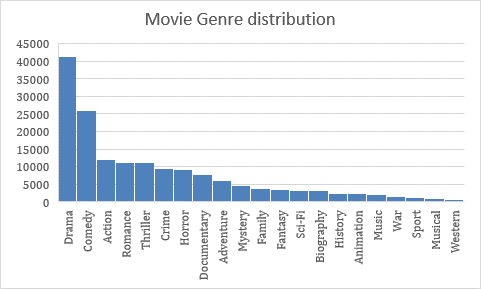 Movie Genre distribution
45000
40000
35000
30000
25000
20000
15000
10000
5000
0
Drama
Comedy
Action
Romance
Thriller
Crime
Horror
Documentary
Adventure
Mystery
Family
Fantasy
Sci-Fi
Biography
History
Animation
Music
War
Sport
Musical
Western